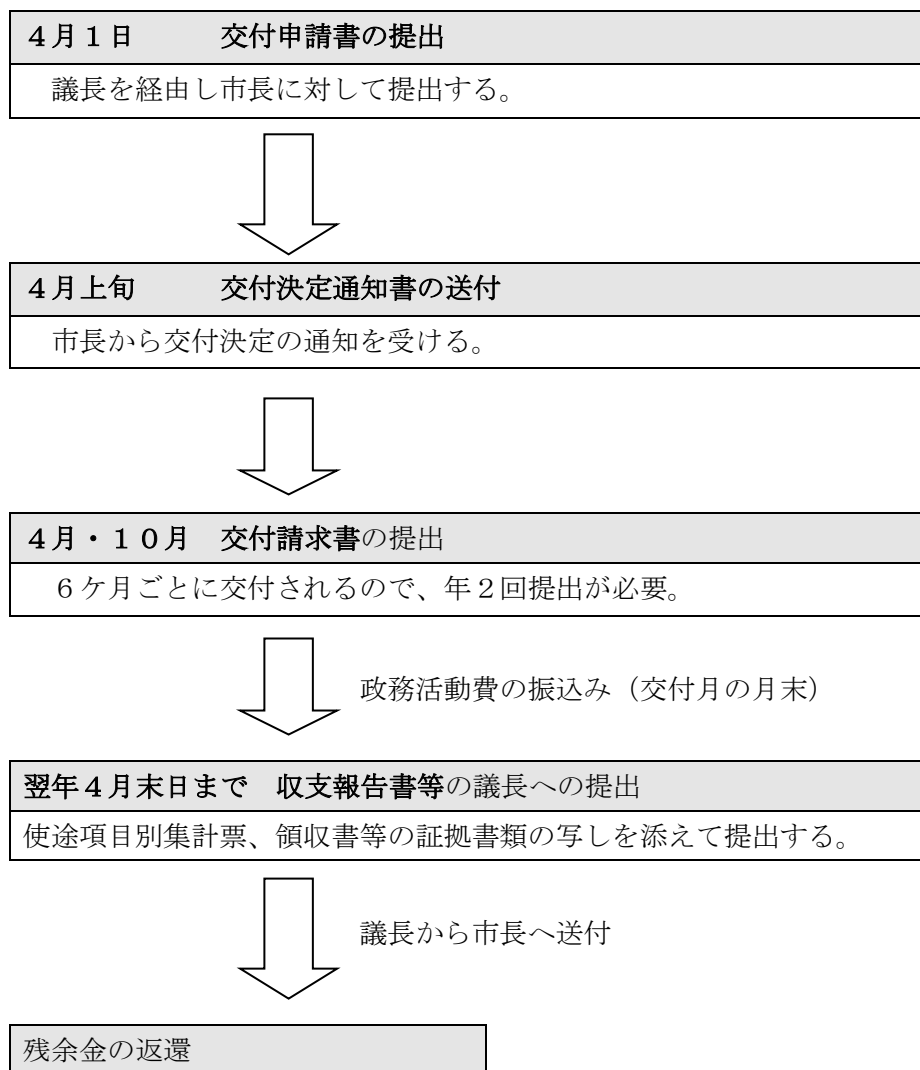 ４月１日　　　交付申請書の提出
議長を経由し市長に対して提出する。
４月上旬　　　交付決定通知書の送付
市長から交付決定の通知を受ける。
４月・１０月　交付請求書の提出
６ケ月ごとに交付されるので、年２回提出が必要。
政務活動費の振込み（交付月の月末）
翌年４月末日まで　収支報告書等の議長への提出
使途項目別集計票、領収書等の証拠書類の写しを添えて提出する。
議長から市長へ送付
残余金の返還